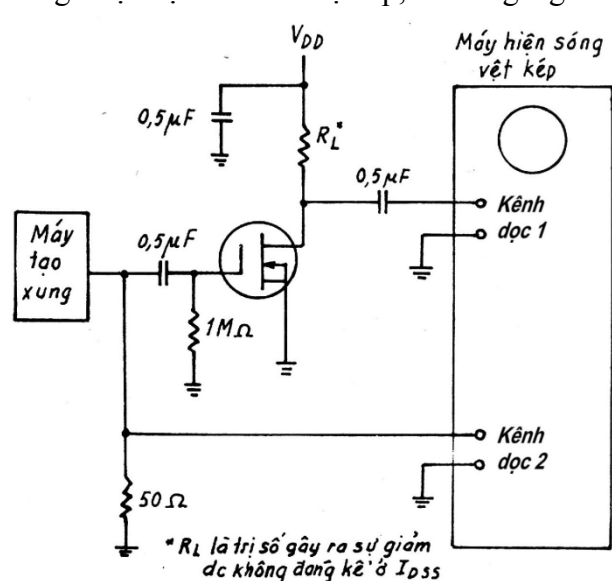 V_DD
Máy hiện sóng
vệt kép
0,5μF
R_L*
0,5μF
Kênh
dọc 1
Máy
tạo
xung
0,5μF
1MΩ
Kênh
dọc 2
50Ω
* R_L là trị số gây ra sự giảm
dc không đang kể ở I_DSS